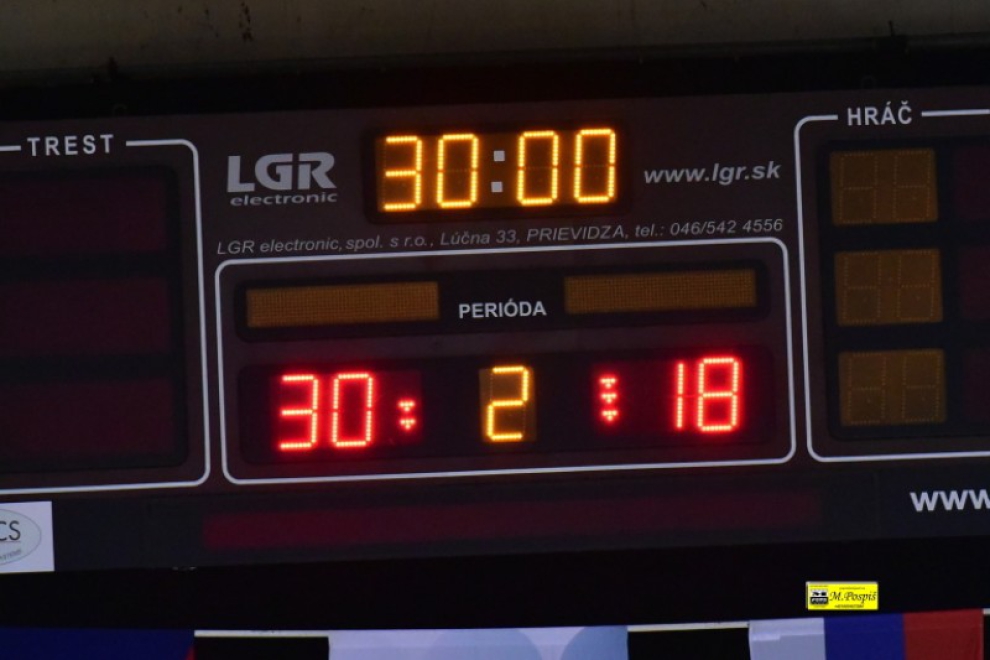 TREST
HRÁČ
LGR
electronic
30:00
www.lgr.sk
LGR electronic, spol. s r.o., Lúčna 33, PRIEVIDZA, tel.: 046/542 4556
PERIÓDA
30 2 18
www
CS
M.Pospiš